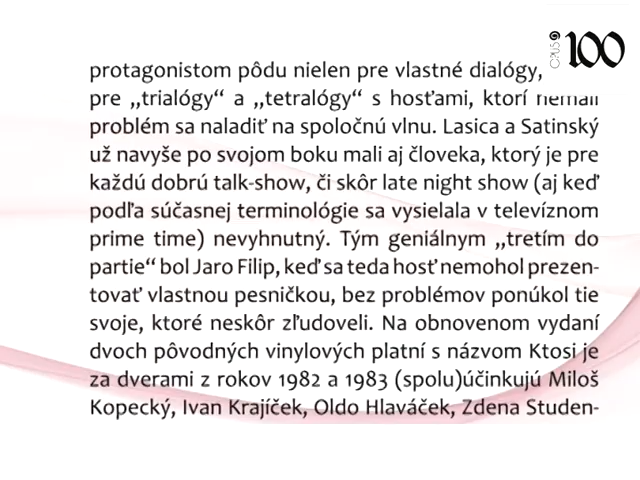 OPUS 100
protagonistom pôdu nielen pre vlastné dialógy,
pre „trialógy“ a „tetralógy“ s hosťami, ktorí nemali
problém sa naladiť na spoločnú vlnu. Lasica a Satinský
už navyše po svojom boku mali aj človeka, ktorý je pre
každú dobrú talk-show, či skôr late night show (aj keď
podľa súčasnej terminológie sa vysielala v televíznom
prime time) nevyhnutný. Tým geniálnym „tretím do
partie“ bol Jaro Filip, keď sa teda hosť nemohol prezen-
tovať vlastnou pesničkou, bez problémov ponúkol tie
svoje, ktoré neskôr zľudoveli. Na obnovenom vydaní
dvoch pôvodných vinylových platní s názvom Ktosi je
za dverami z rokov 1982 a 1983 (spolu)účinkujú Miloš
Kopecký, Ivan Krajíček, Oldo Hlaváček, Zdena Studen-